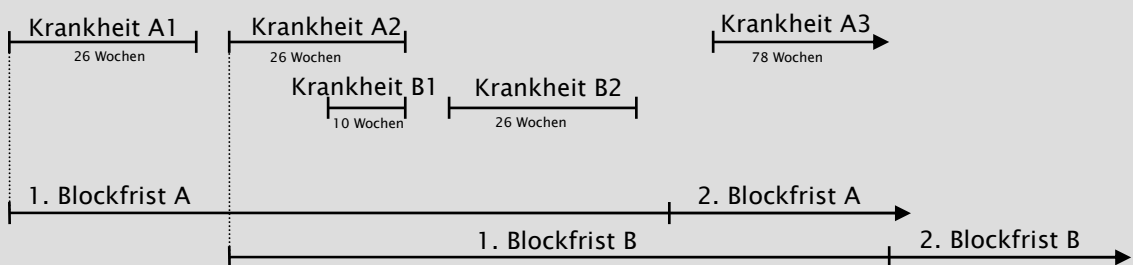 Krankheit A1
26 Wochen
Krankheit A2
26 Wochen
Krankheit A3
78 Wochen
Krankheit B1
10 Wochen
Krankheit B2
26 Wochen
1. Blockfrist A
2. Blockfrist A
1. Blockfrist B
2. Blockfrist B